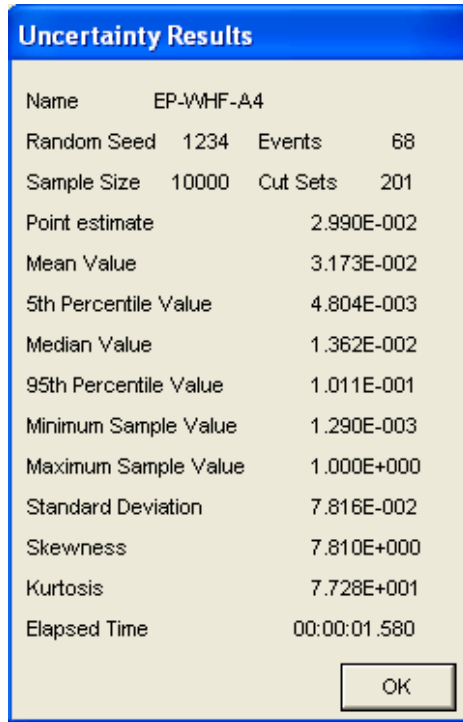 Uncertainty Results
Name EP-WHF-A4
Random Seed 1234 Events 68
Sample Size 10000 Cut Sets 201
Point estimate 2.990E-002
Mean Value 3.173E-002
5th Percentile Value 4.804E-003
Median Value 1.362E-002
95th Percentile Value 1.011E-001
Minimum Sample Value 1.290E-003
Maximum Sample Value 1.000E+000
Standard Deviation 7.816E-002
Skewness 7.810E+000
Kurtosis 7.728E+001
Elapsed Time 00:00:01.580
OK